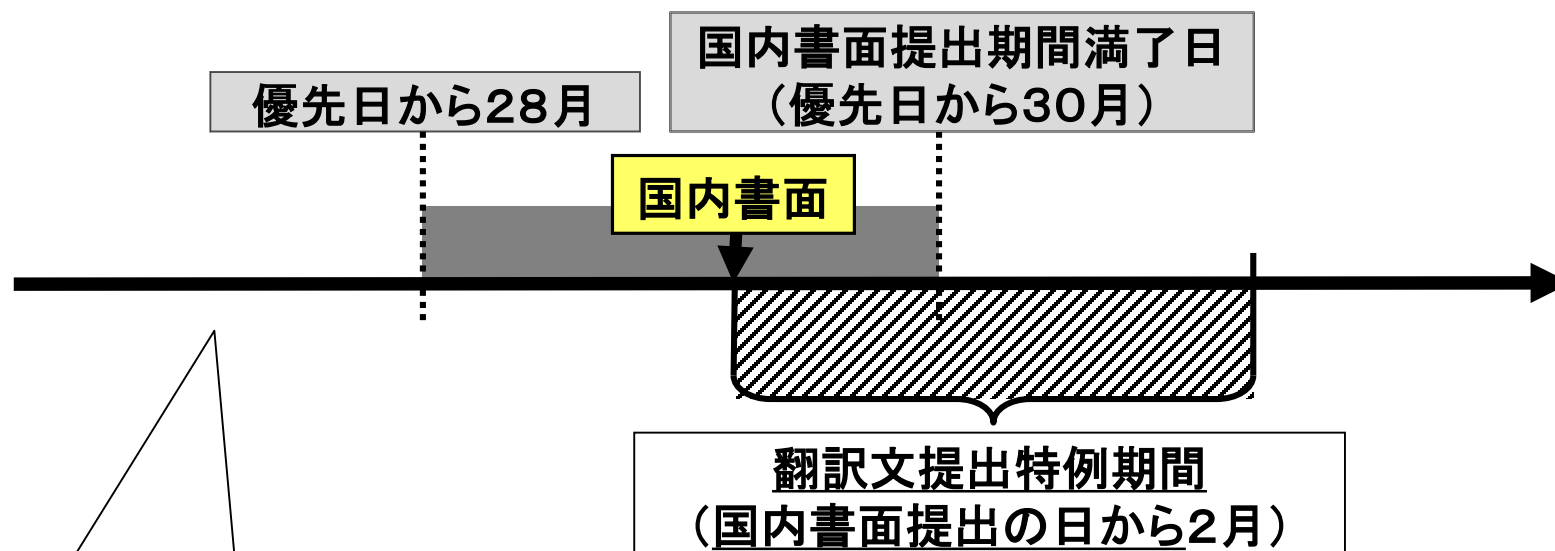 国内書面提出期間満了日
（優先日から３０月）
優先日から２８月
国内書面
翻訳文提出特例期間
（国内書面提出の日から２月）